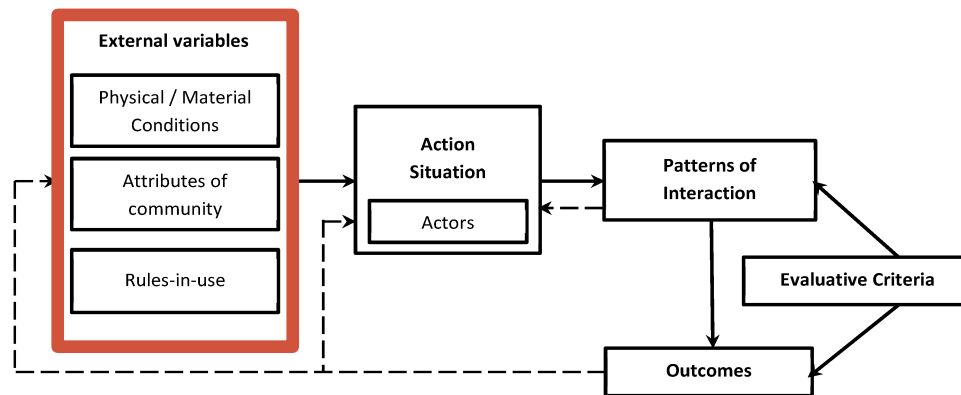 External variables
Physical / Material
Conditions
Attributes of
community
Rules-in-use
Action
Situation
Actors
Patterns of
Interaction
Evaluative Criteria
Outcomes